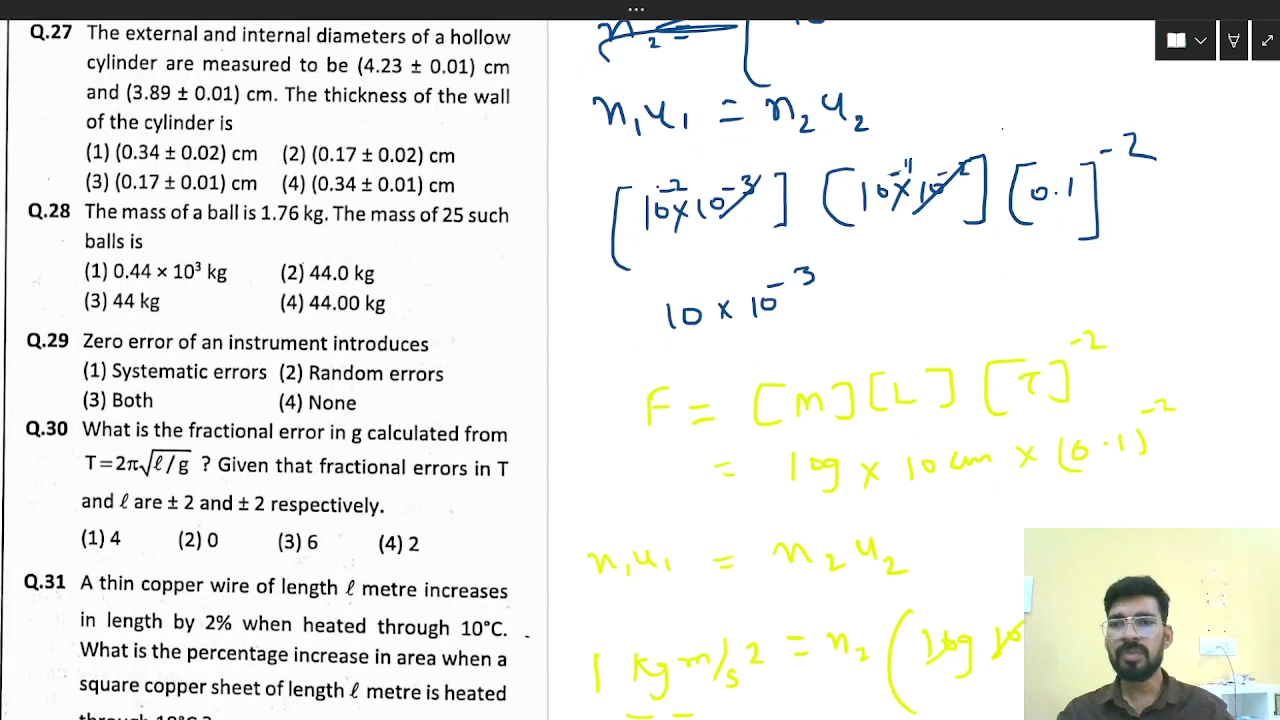 Q.27 The external and internal diameters of a hollow
cylinder are measured to be (4.23 ± 0.01) cm
and (3.89 ± 0.01) cm. The thickness of the wall
of the cylinder is
(1) (0.34 ± 0.02) cm (2) (0.17 ± 0.02) cm
(3) (0.17 ± 0.01) cm (4) (0.34 ± 0.01) cm
Q.28 The mass of a ball is 1.76 kg. The mass of 25 such
balls is
(1) 0.44 × 10³ kg (2) 44.0 kg
(3) 44 kg (4) 44.00 kg
Q.29 Zero error of an instrument introduces
(1) Systematic errors (2) Random errors
(3) Both (4) None
Q.30 What is the fractional error in g calculated from
T=2π√ℓ/g ? Given that fractional errors in T
and ℓ are ± 2 and ± 2 respectively.
(1) 4 (2) 0 (3) 6 (4) 2
Q.31 A thin copper wire of length ℓ metre increases
in length by 2% when heated through 10°C.
What is the percentage increase in area when a
square copper sheet of length ℓ metre is heated
n₁u₁ = n₂u₂
[10⁻² × 10⁻³] [10⁻¹ × 10⁻²] [0.1]⁻²
10 × 10⁻³
F = [M] [L] [T]⁻²
= 10g × 10 cm × (0.1)⁻²
n₁u₁ = n₂u₂
1 kg m/s2 = n₂ (10g 10